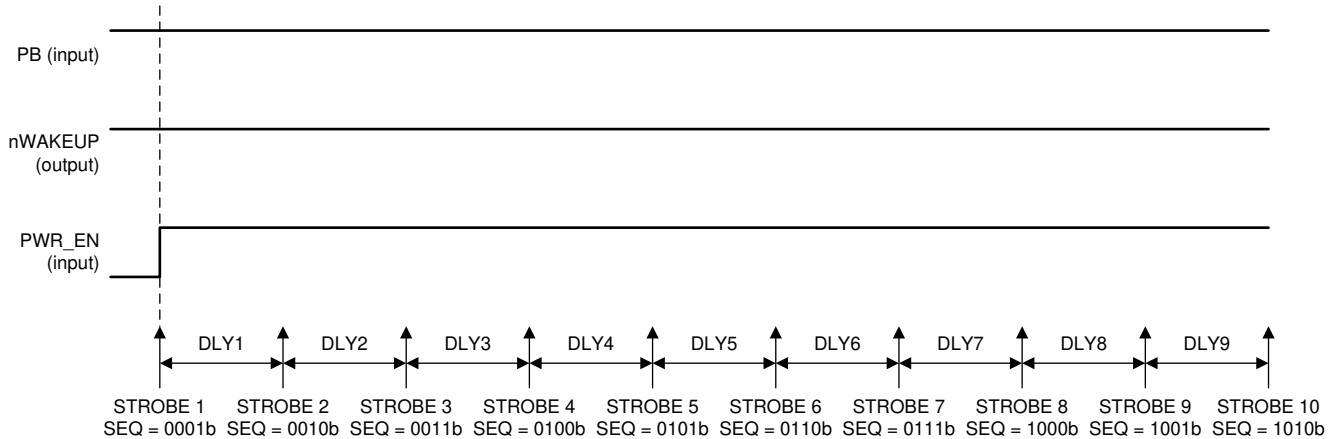 PB (input)
nWAKEUP
(output)
PWR_EN
(input)
DLY1 DLY2 DLY3 DLY4 DLY5 DLY6 DLY7 DLY8 DLY9
STROBE 1 STROBE 2 STROBE 3 STROBE 4 STROBE 5 STROBE 6 STROBE 7 STROBE 8 STROBE 9 STROBE 10
SEQ = 0001b SEQ = 0010b SEQ = 0011b SEQ = 0100b SEQ = 0101b SEQ = 0110b SEQ = 0111b SEQ = 1000b SEQ = 1001b SEQ = 1010b